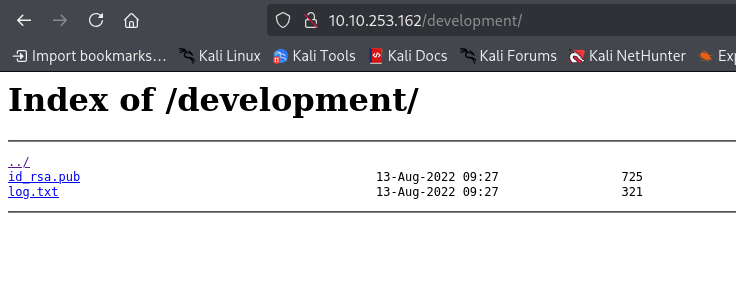 10.10.253.162/development/
Import bookmarks... Kali Linux Kali Tools Kali Docs Kali Forums Kali NetHunter Exp
Index of /development/
../
id_rsa.pub 13-Aug-2022 09:27 725
log.txt 13-Aug-2022 09:27 321